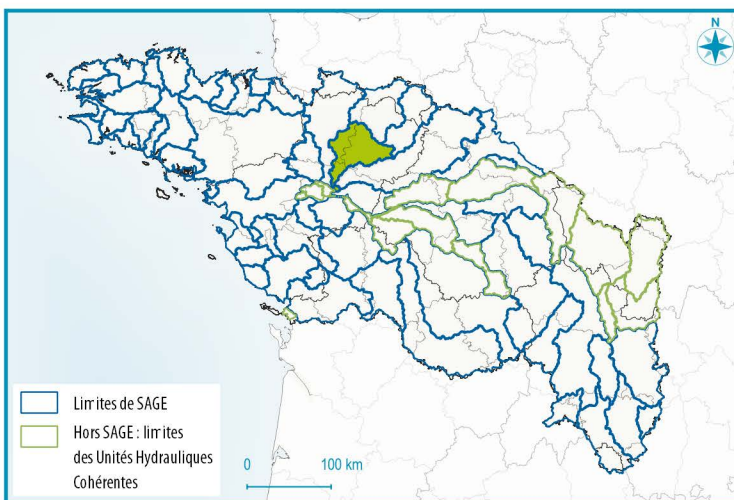 N
Limites de SAGE
Hors SAGE : limites
des Unités Hydrauliques
Cohérentes
0 100 km